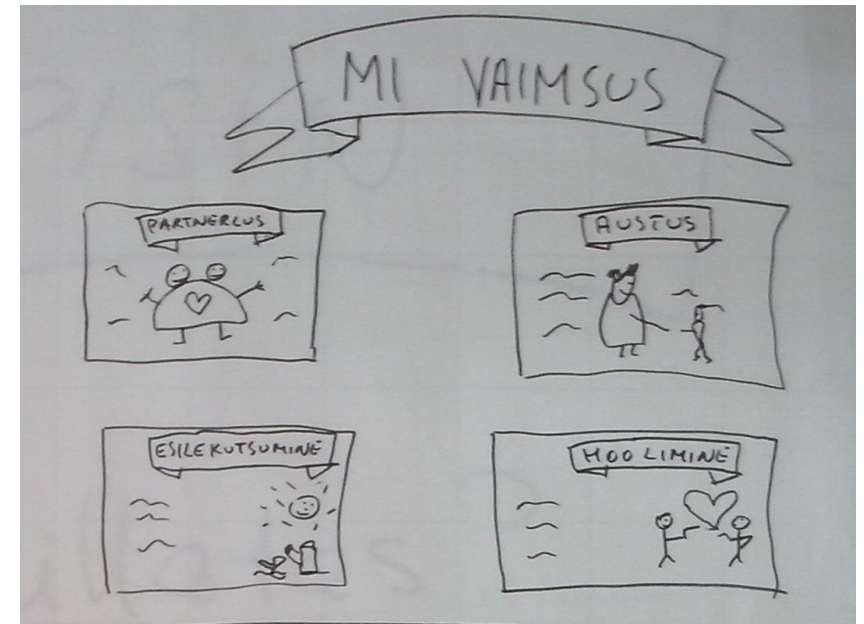 MI VAIMSUS
PARTNERLUS
AUSTUS
ESILEKUTSUMINE
HOOLIMINE